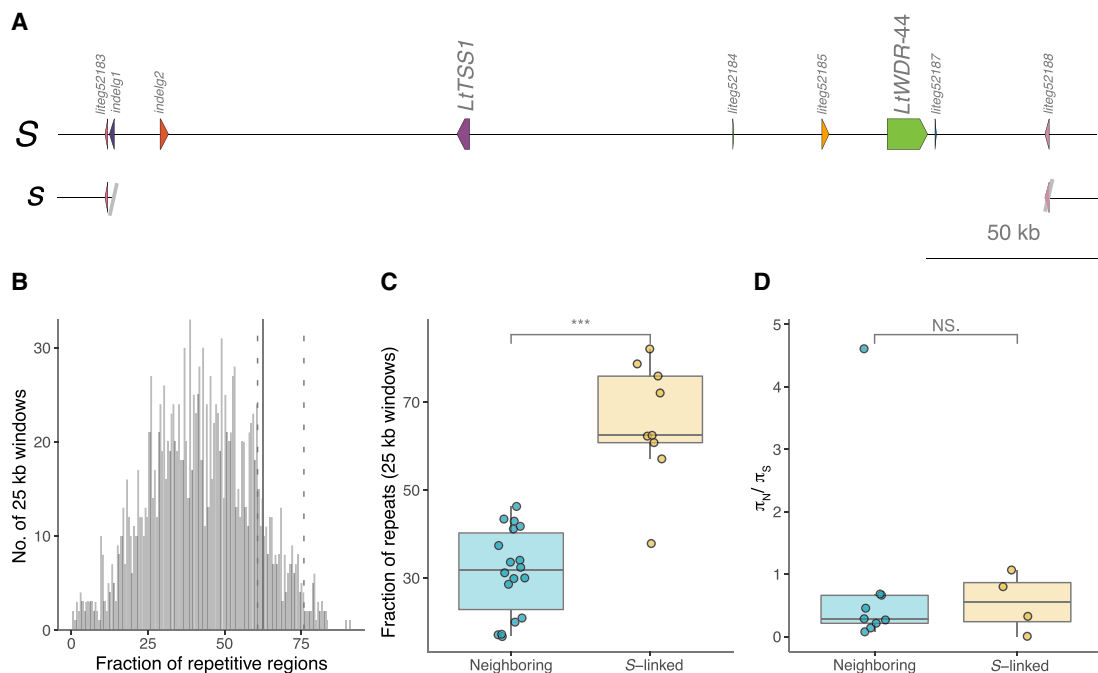 A
liteg52183
indelg1
indelg2
LtTSS1
liteg52184
liteg52185
LtWDR-44
liteg52187
liteg52188
S
s
50 kb
B
No. of 25 kb windows
30
20
10
0
0
25
50
75
Fraction of repetitive regions
C
Fraction of repeats (25 kb windows)
70
50
30
***
Neighboring
S–linked
D
πN/ πS
5
4
3
2
1
0
NS.
Neighboring
S–linked